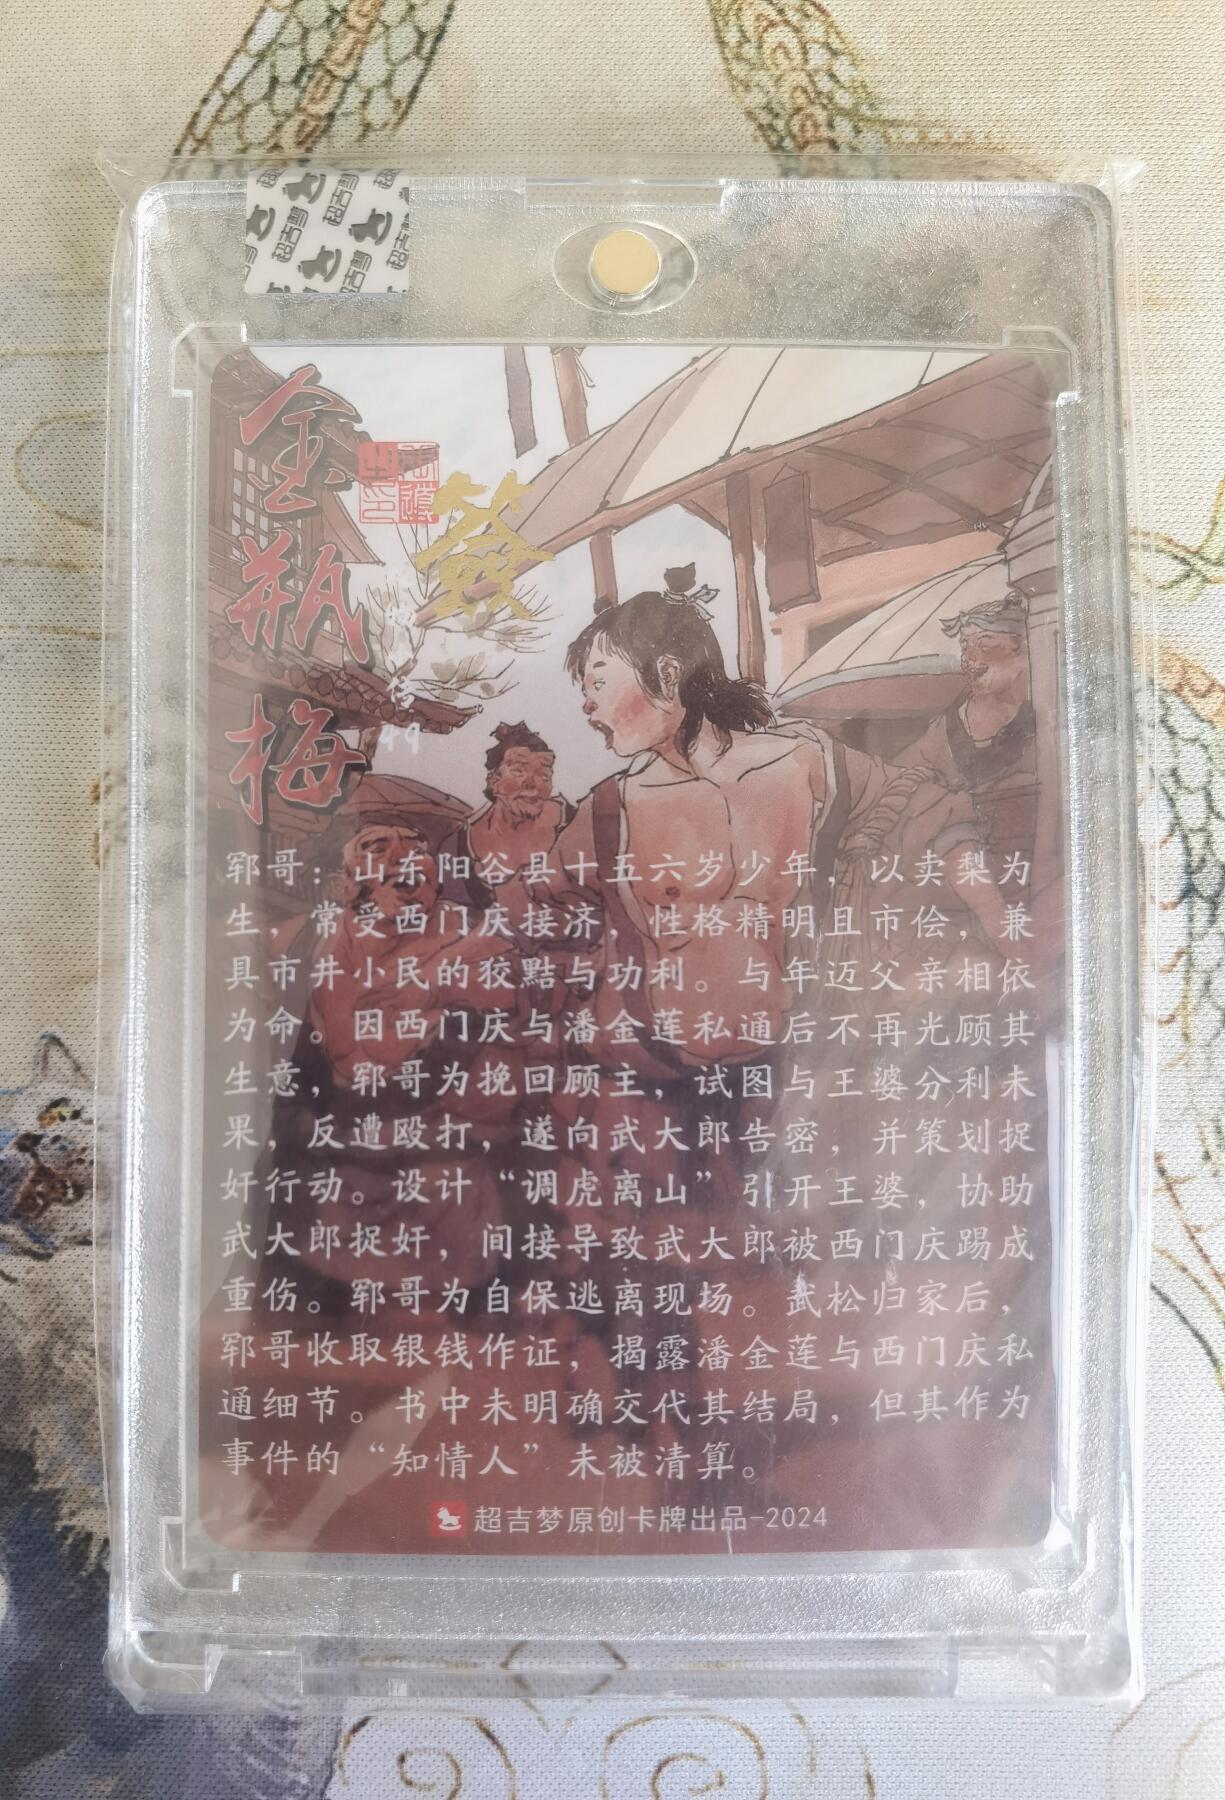 超吉梦
金瓶梅
签
倍
49
郓哥：山东阳谷县十五六岁少年，以卖梨为
生，常受西门庆接济，性格精明且市侩，兼
具市井小民的狡黠与功利。与年迈父亲相依
为命。因西门庆与潘金莲私通后不再光顾其
生意，郓哥为挽回顾主，试图与王婆分利未
果，反遭殴打，遂向武大郎告密，并策划捉
奸行动。设计“调虎离山”引开王婆，协助
武大郎捉奸，间接导致武大郎被西门庆踢成
重伤。郓哥为自保逃离现场。武松归家后，
郓哥收取银钱作证，揭露潘金莲与西门庆私
通细节。书中未明确交代其结局，但其作为
事件的“知情人”未被清算。
超吉梦原创卡牌出品-2024